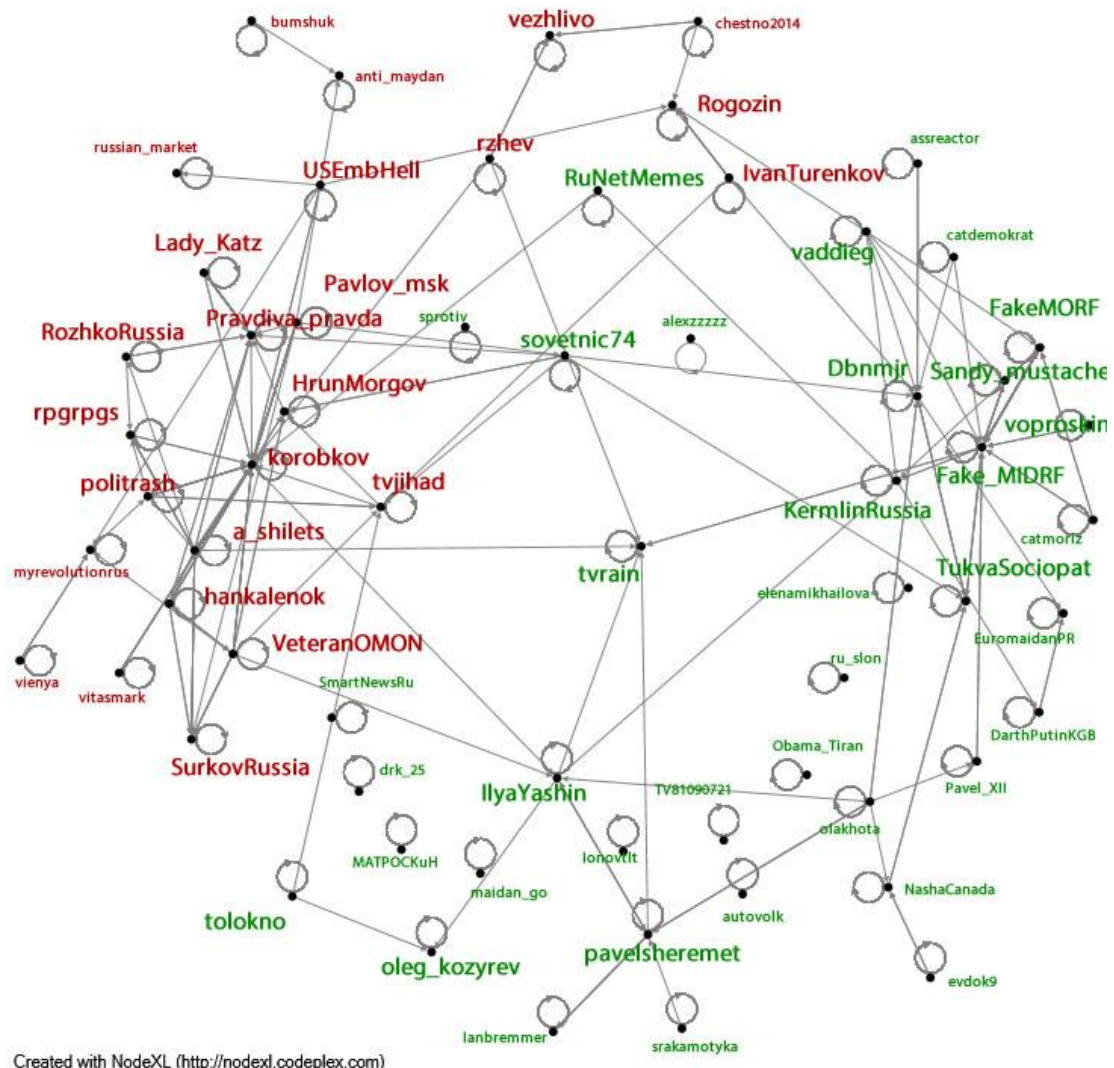 bumshuk
vezhlivo
chestno2014
anti_maydan
Rogozin
rzhev
assreactor
russian_market
USEmbHell
RuNetMemes
IvanTurenkov
catdemokrat
vaddieg
Lady_Katz
Pavlov_msk
FakeMORF
Pravdiva_pravda
sprotiv
alexzzzzz
RozhkoRussia
sovetnic74
Dbnmjr
Sandy_mustache
HrunMorgov
rpgrpgs
voproskin
korobkov
politrash
tvjihad
Fake_MIDRF
KermlinRussia
a_shilets
catmoriz
myrevolutionrus
tvrain
TukvaSociopat
hankalenok
elenamikhailova
EuromaidanPR
VeteranOMON
ru_slon
vienya
vitasmark
SmartNewsRu
DarthPutinKGB
Obama_Tiran
SurkovRussia
drk_25
IlyaYashin
TV81090721
Pavel_XII
olakhota
MATPOCKuH
Ionovtlt
maidan_go
NashaCanada
autovolk
tolokno
pavelsheremet
oleg_kozyrev
evdok9
Ianbremmer
srakamotyka
Created with NodeXL (http://nodexl.codeplex.com)